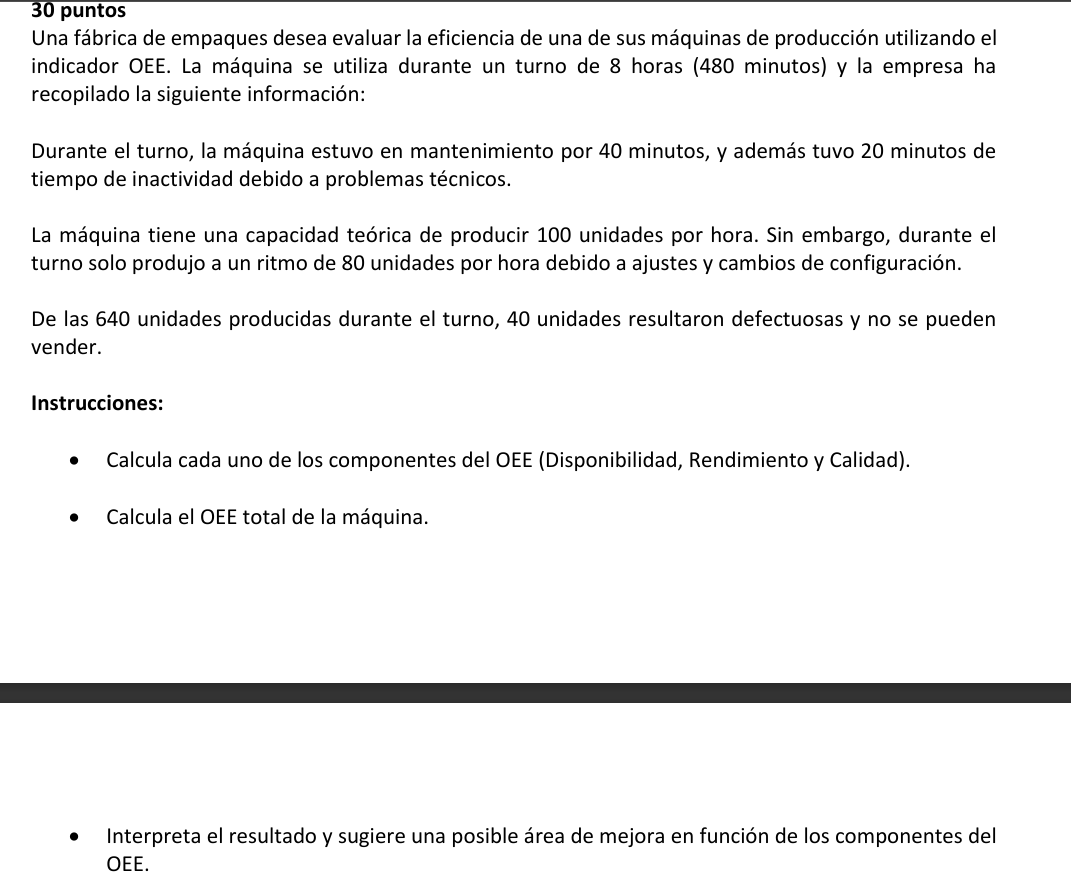 30 puntos
Una fábrica de empaques desea evaluar la eficiencia de una de sus máquinas de producción utilizando el
indicador OEE. La máquina se utiliza durante un turno de 8 horas (480 minutos) y la empresa ha
recopilado la siguiente información:
Durante el turno, la máquina estuvo en mantenimiento por 40 minutos, y además tuvo 20 minutos de
tiempo de inactividad debido a problemas técnicos.
La máquina tiene una capacidad teórica de producir 100 unidades por hora. Sin embargo, durante el
turno solo produjo a un ritmo de 80 unidades por hora debido a ajustes y cambios de configuración.
De las 640 unidades producidas durante el turno, 40 unidades resultaron defectuosas y no se pueden
vender.
Instrucciones:
• Calcula cada uno de los componentes del OEE (Disponibilidad, Rendimiento y Calidad).
• Calcula el OEE total de la máquina.
• Interpreta el resultado y sugiere una posible área de mejora en función de los componentes del
OEE.